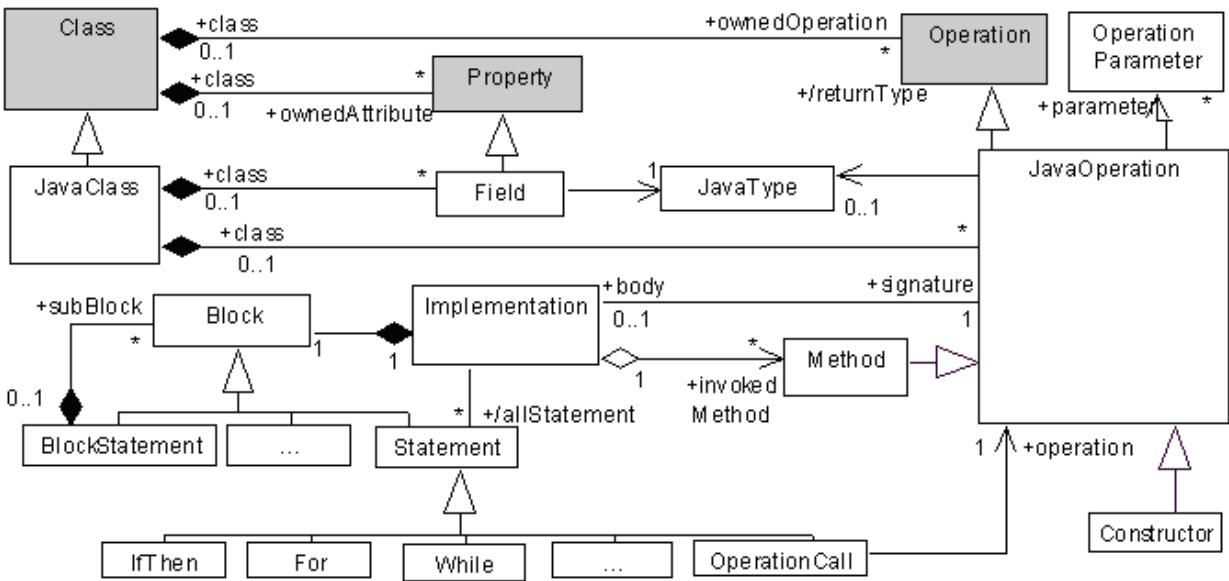 Class
+class
0..1
+ownedOperation
*
Operation
Operation
Parameter
+class
0..1
*
+ownedAttribute
Property
+/returnType
+parameter
*
JavaClass
+class
0..1
*
Field
1
JavaType
0..1
JavaOperation
+class
0..1
*
+subBlock
*
Block
1
1
Implementation
+body
0..1
+signature
1
1
*
+invoked
Method
Method
0..1
*
+/allStatement
BlockStatement
...
Statement
1
+operation
IfThen
For
While
...
OperationCall
Constructor